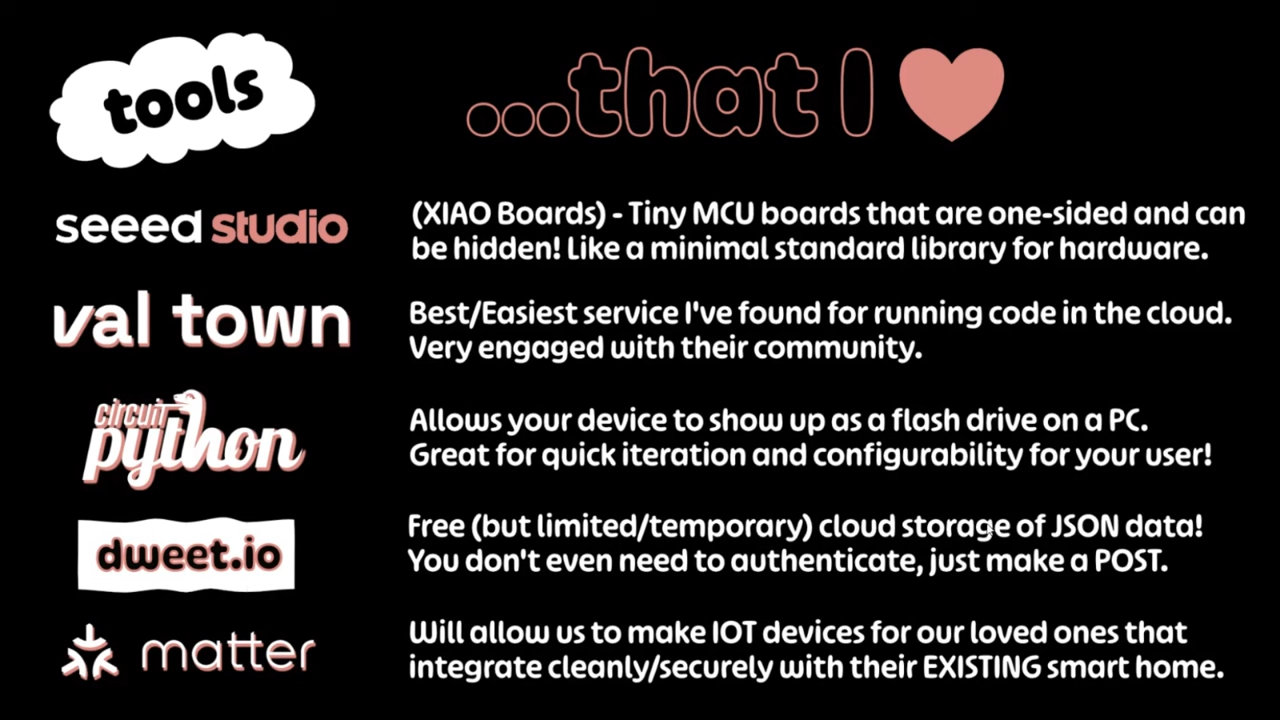 tools
...that I
seeed studio
(XIAO Boards) - Tiny MCU boards that are one-sided and can
be hidden! Like a minimal standard library for hardware.
val town
Best/Easiest service I've found for running code in the cloud.
Very engaged with their community.
circuit
python
Allows your device to show up as a flash drive on a PC.
Great for quick iteration and configurability for your user!
dweet.io
Free (but limited/temporary) cloud storage of JSON data!
You don't even need to authenticate, just make a POST.
matter
Will allow us to make IOT devices for our loved ones that
integrate cleanly/securely with their EXISTING smart home.